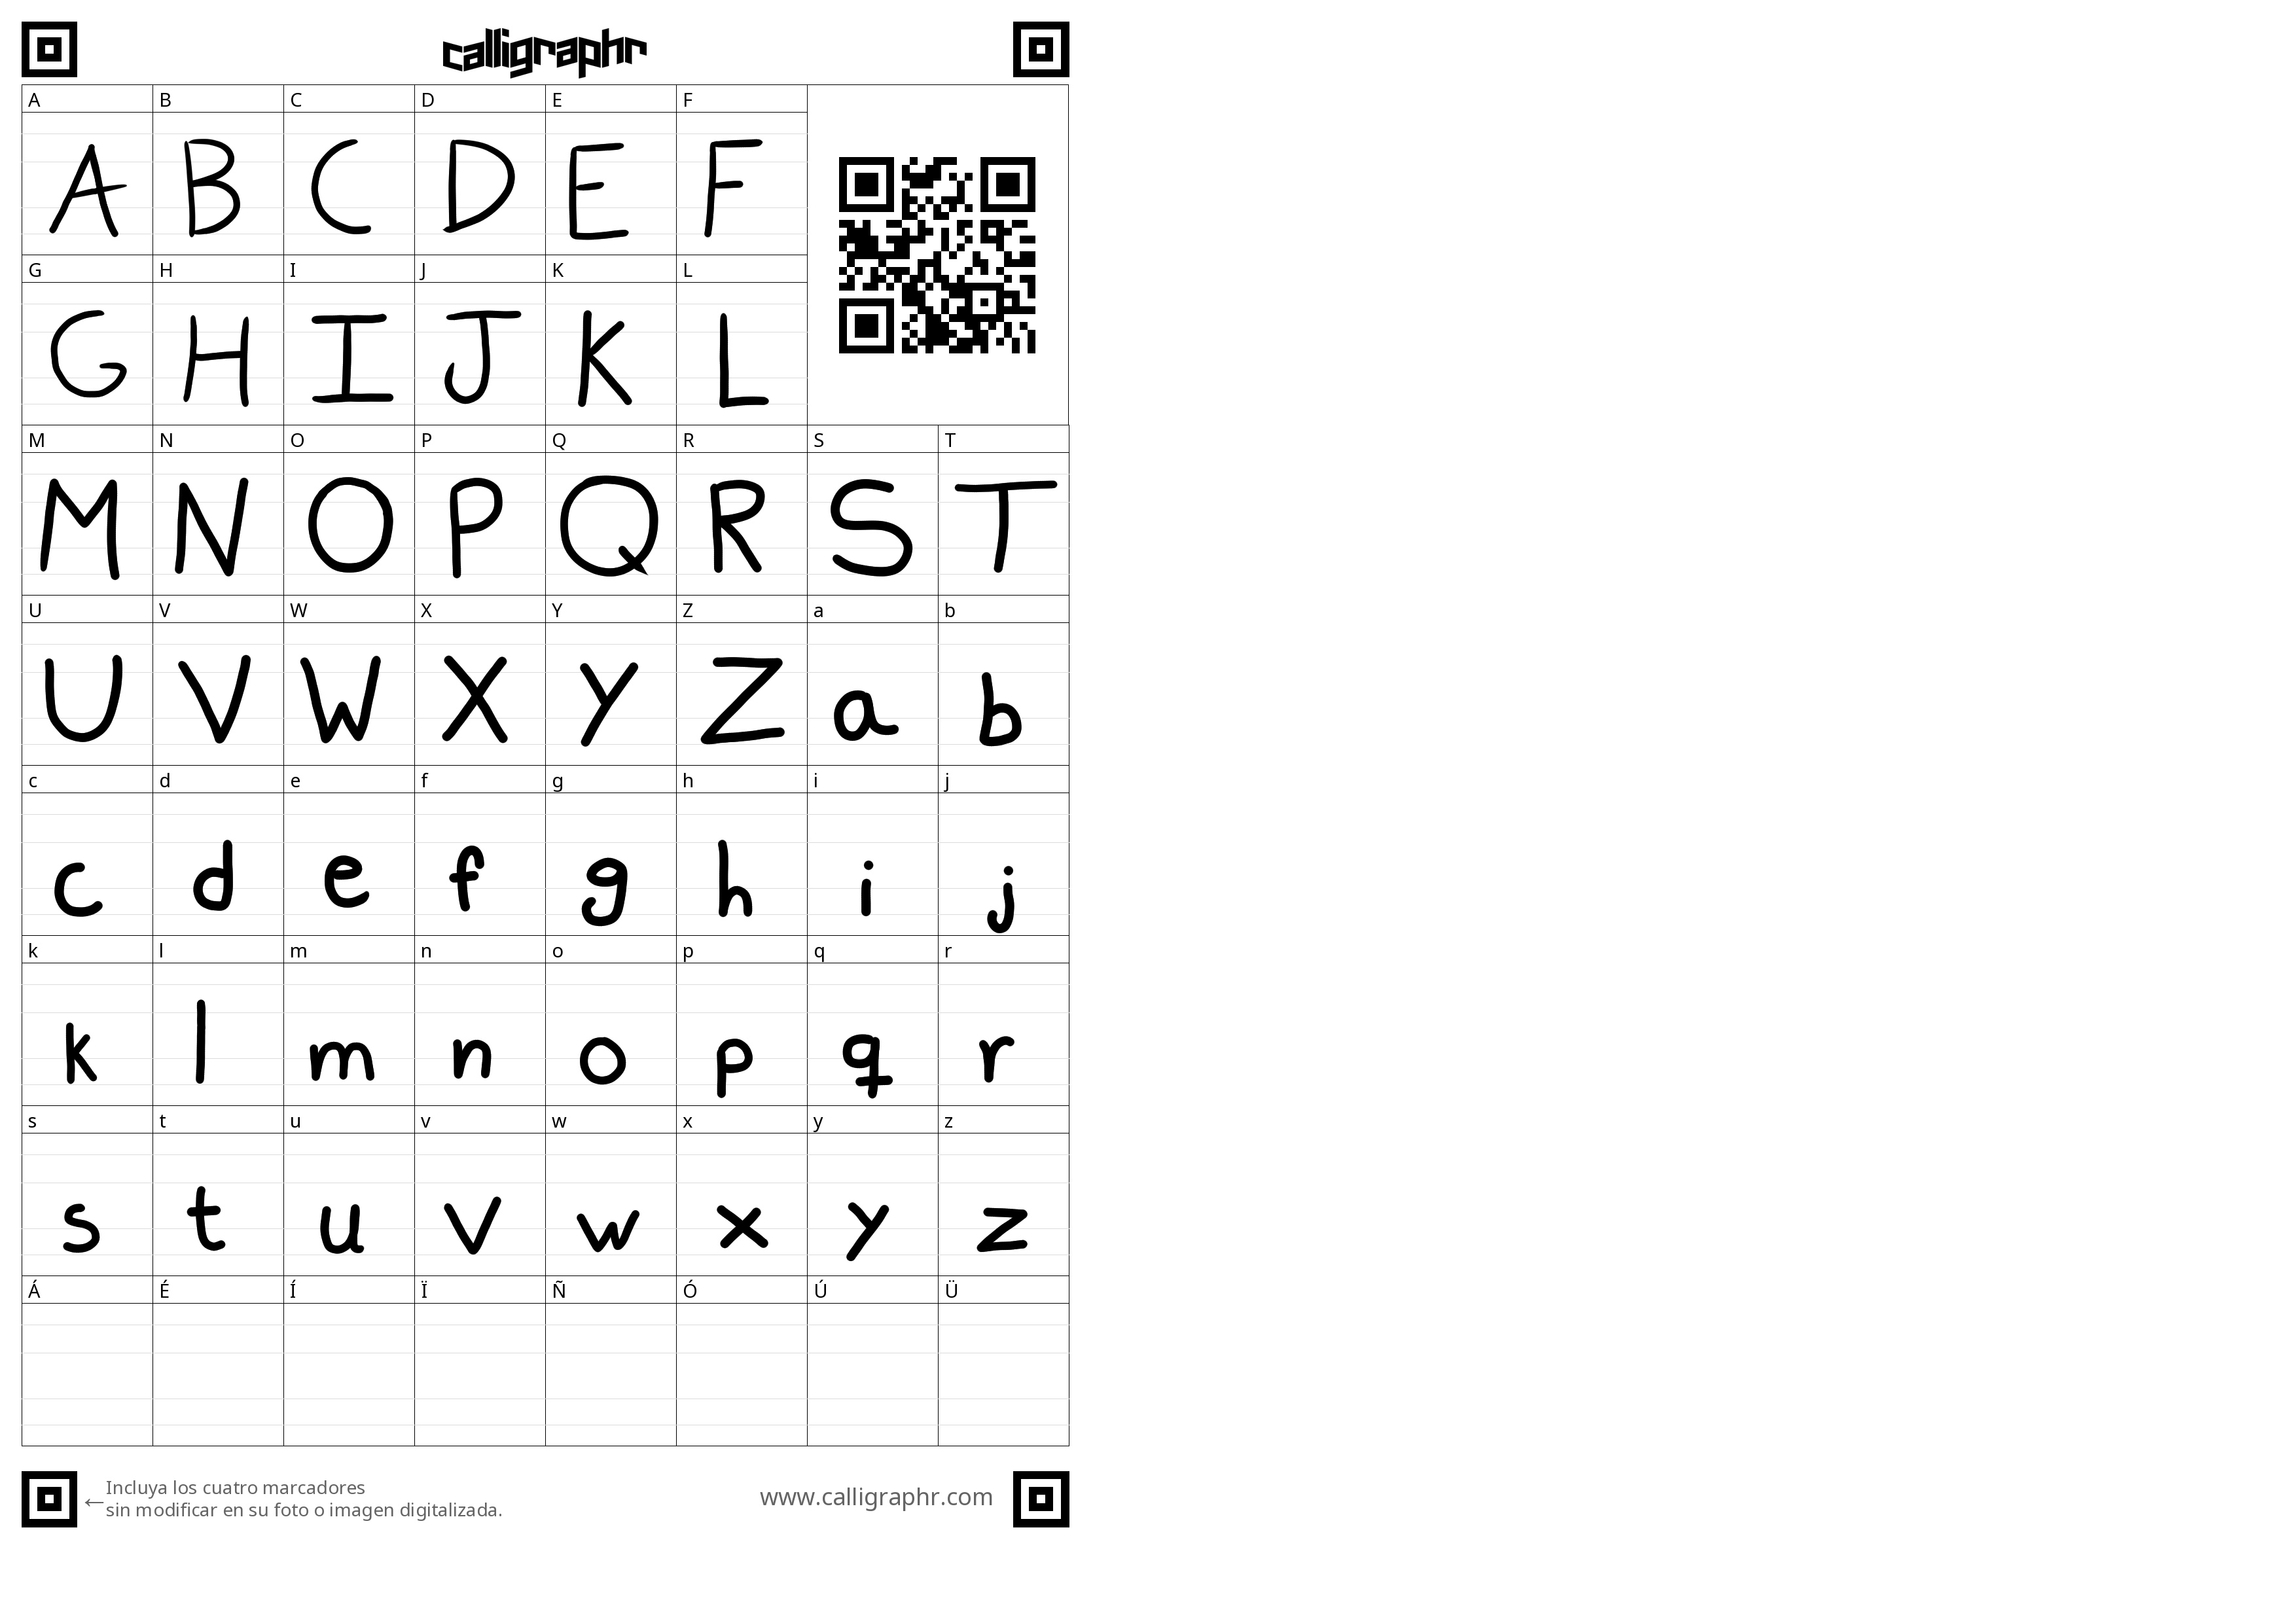 calligraphr
A B C D E F
A B C D E F
G H I J K L
G H I J K L
M N O P Q R S T
M N O P Q R S T
U V W X Y Z a b
U V W X Y Z a b
c d e f g h i j
c d e f g h i j
k l m n o p q r
k l m n o p q r
s t u v w x y z
s t u v w x y z
Á É Í Ï Ñ Ó Ú Ü
← Incluya los cuatro marcadores
sin modificar en su foto o imagen digitalizada.
www.calligraphr.com